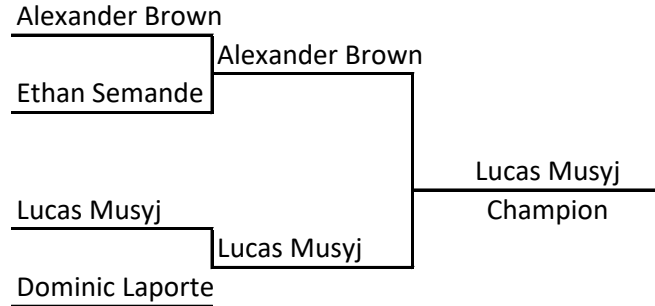 Alexander Brown
Alexander Brown
Ethan Semande
Lucas Musyj
Champion
Lucas Musyj
Lucas Musyj
Dominic Laporte